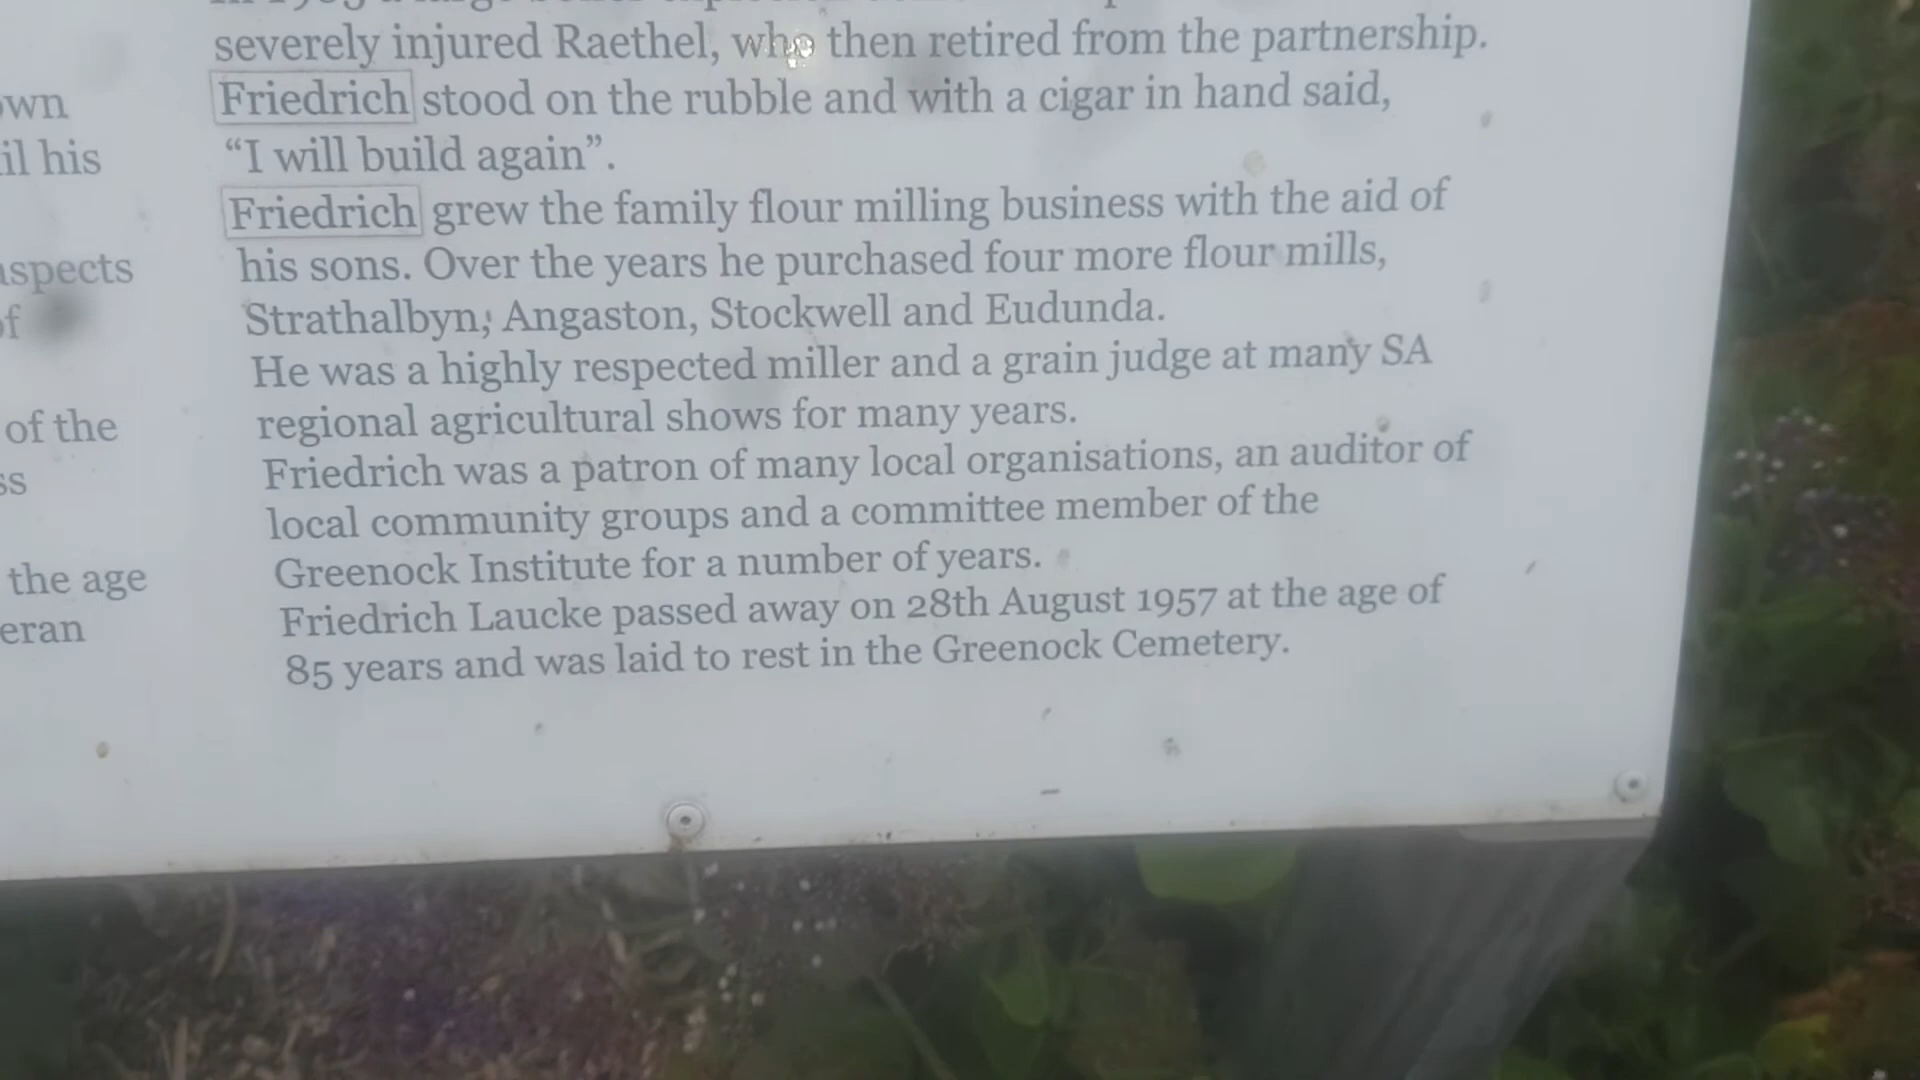 severely injured Raethel, who then retired from the partnership.
Friedrich stood on the rubble and with a cigar in hand said,
“I will build again”.
Friedrich grew the family flour milling business with the aid of
his sons. Over the years he purchased four more flour mills,
Strathalbyn, Angaston, Stockwell and Eudunda.
He was a highly respected miller and a grain judge at many SA
regional agricultural shows for many years.
Friedrich was a patron of many local organisations, an auditor of
local community groups and a committee member of the
Greenock Institute for a number of years.
Friedrich Laucke passed away on 28th August 1957 at the age of
85 years and was laid to rest in the Greenock Cemetery.
own
il his
aspects
of
of the
ss
the age
eran